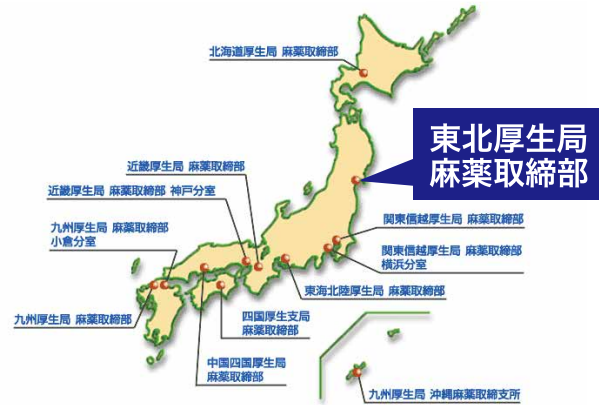 北海道厚生局 麻薬取締部
東北厚生局
麻薬取締部
近畿厚生局 麻薬取締部
近畿厚生局 麻薬取締部 神戸分室
九州厚生局 麻薬取締部
小倉分室
関東信越厚生局 麻薬取締部
関東信越厚生局 麻薬取締部
横浜分室
東海北陸厚生局 麻薬取締部
九州厚生局 麻薬取締部
四国厚生支局
麻薬取締部
中国四国厚生局
麻薬取締部
九州厚生局 沖縄麻薬取締支所